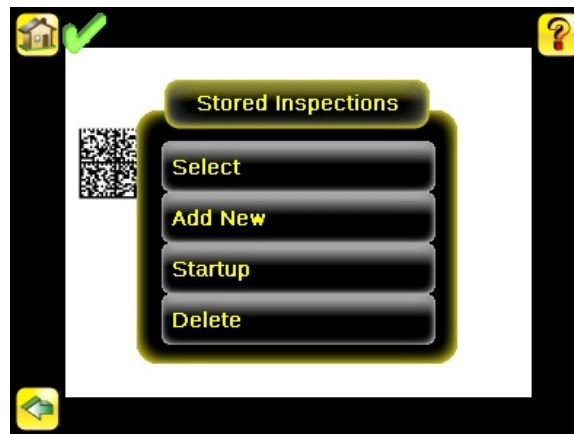 Stored Inspections
Select
Add New
Startup
Delete